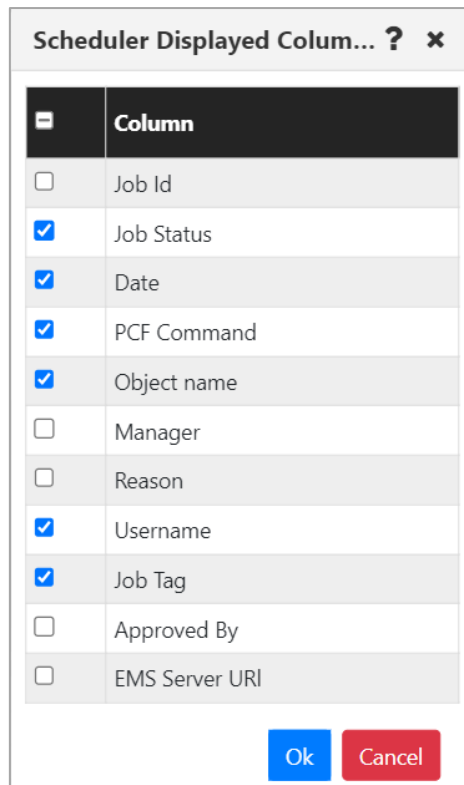 Scheduler Displayed Colum... ? ×
Column
Job Id
Job Status
Date
PCF Command
Object name
Manager
Reason
Username
Job Tag
Approved By
EMS Server URl
Ok Cancel